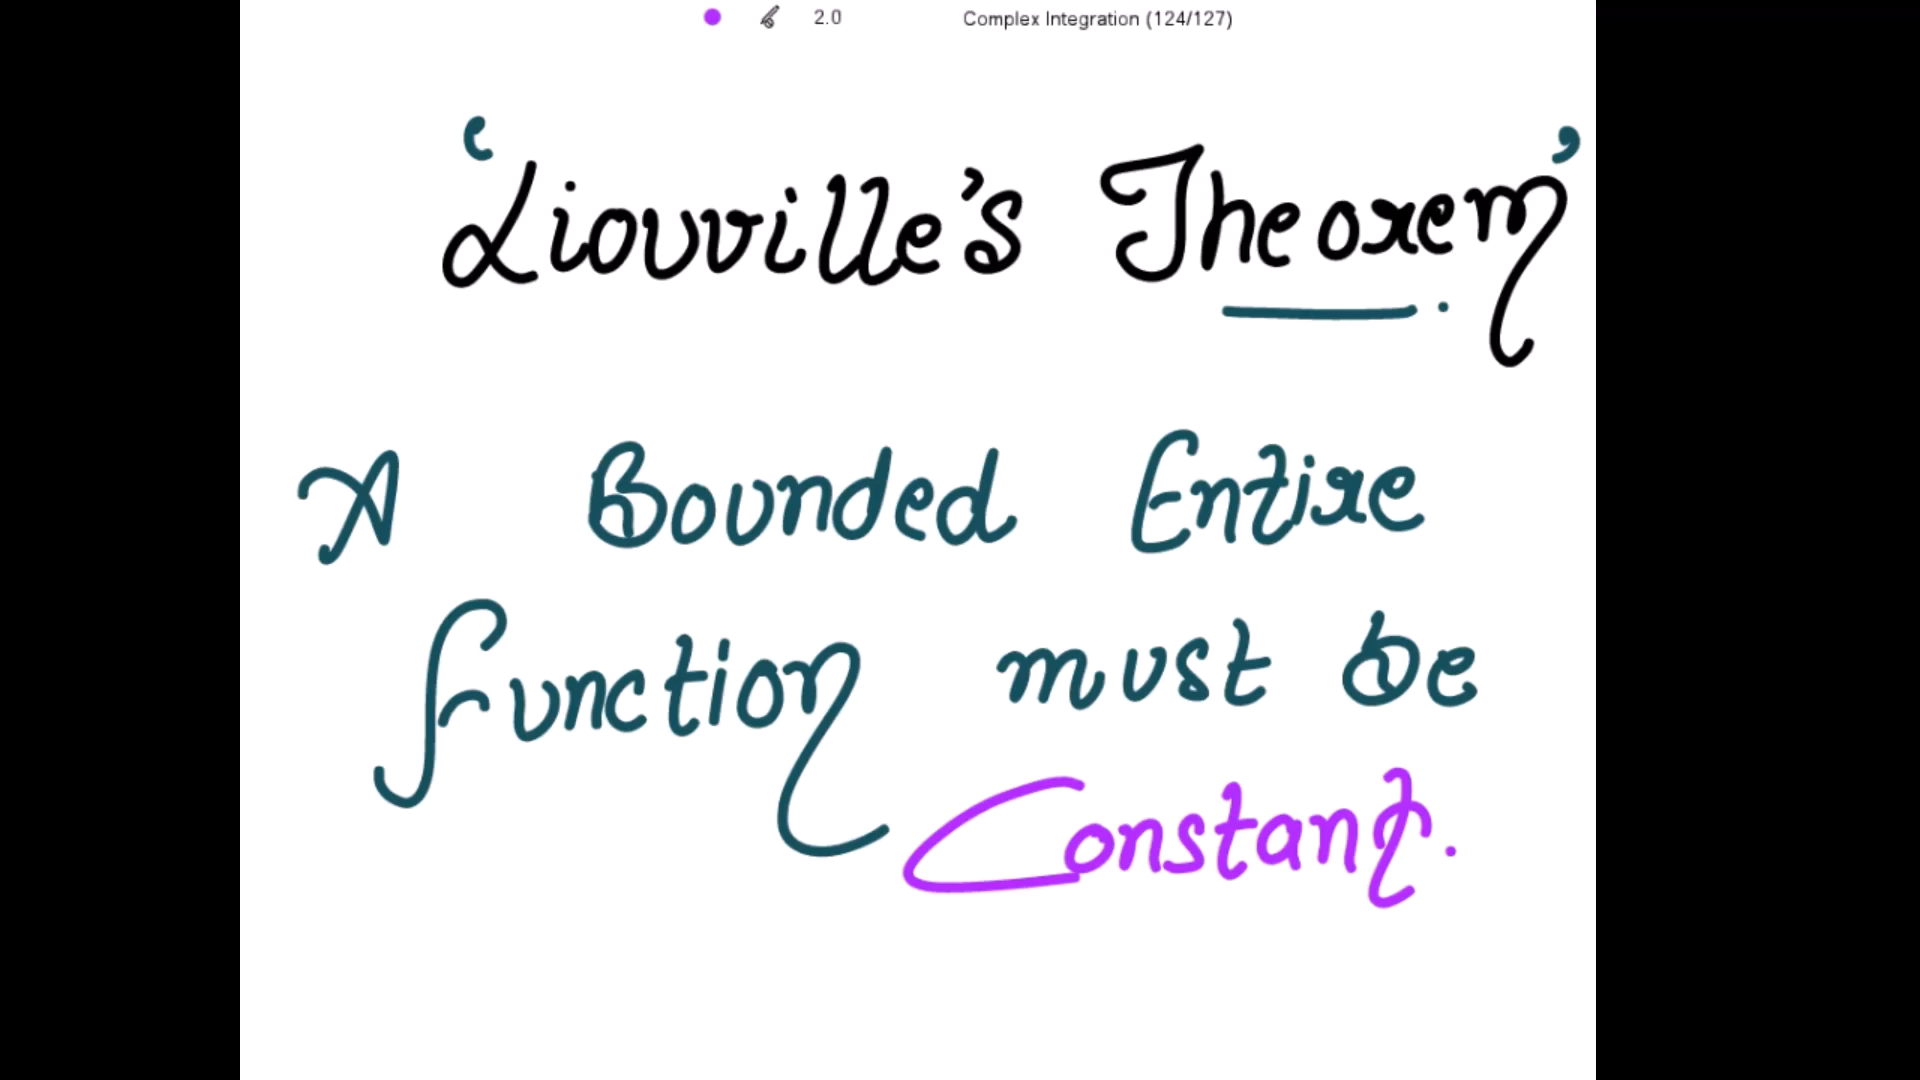 2.0 Complex Integration (124/127)
‘Liouville's Theorem’
A Bounded Entire
function must be
Constant.